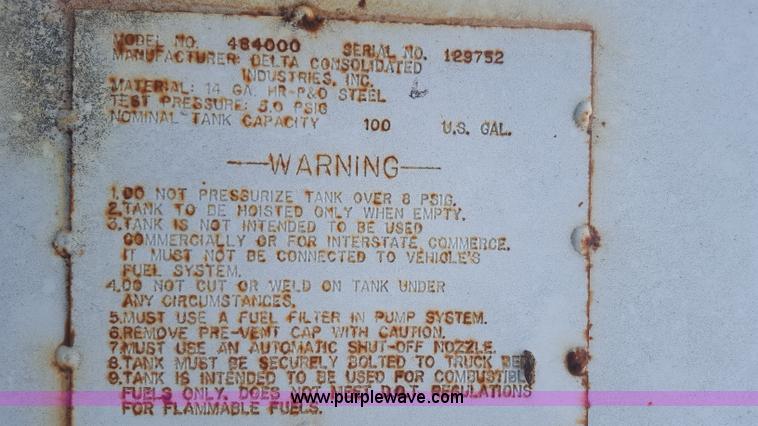 MODEL NO. 484000 SERIAL NO. 129752
MANUFACTURER: DELTA CONSOLIDATED
INDUSTRIES, INC.
MATERIAL: 14 GA. HR-P&O STEEL
TEST PRESSURE: 5.0 PSIG
NOMINAL TANK CAPACITY 100 U.S. GAL.
—WARNING—
1.DO NOT PRESSURIZE TANK OVER 8 PSIG.
2.TANK TO BE HOISTED ONLY WHEN EMPTY.
3.TANK IS NOT INTENDED TO BE USED
COMMERCIALLY OR FOR INTERSTATE COMMERCE.
IT MUST NOT BE CONNECTED TO VEHICLE'S
FUEL SYSTEM.
4.DO NOT CUT OR WELD ON TANK UNDER
ANY CIRCUMSTANCES.
5.MUST USE A FUEL FILTER IN PUMP SYSTEM.
6.REMOVE PRE-VENT CAP WITH CAUTION.
7.MUST USE AN AUTOMATIC SHUT-OFF NOZZLE.
8.TANK MUST BE SECURELY BOLTED TO TRUCK BED
9.TANK IS INTENDED TO BE USED FOR COMBUSTIBLE
FUELS ONLY. DOES NOT MEET D.O.T. REGULATIONS
www.purplewave.com
FOR FLAMMABLE FUELS.